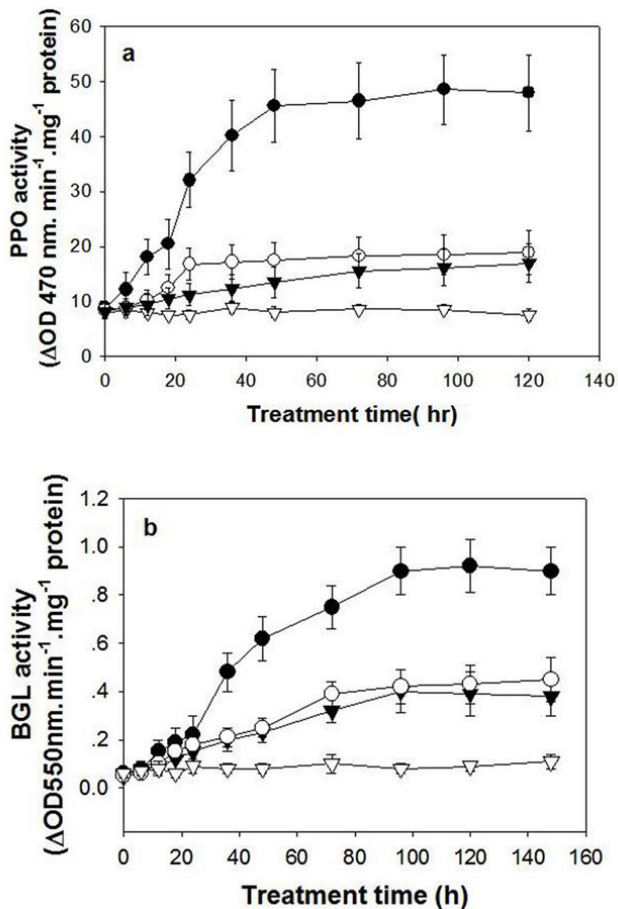 a
PPO activity
(ΔOD 470 nm. min⁻¹.mg⁻¹ protein)
60
50
40
30
20
10
0
0 20 40 60 80 100 120 140
Treatment time( hr)
b
BGL activity
(ΔOD550nm.min⁻¹.mg⁻¹ protein)
1.2
1.0
.8
.6
.4
.2
0.0
0 20 40 60 80 100 120 140 160
Treatment time (h)